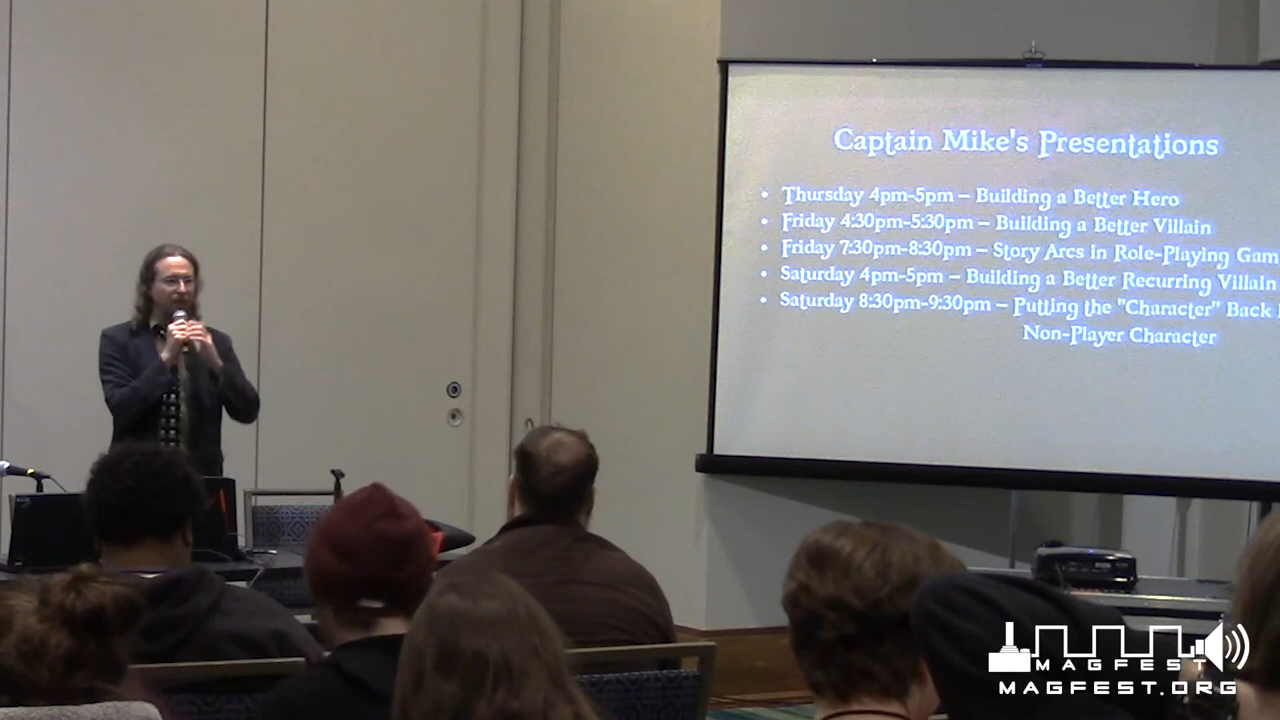 Captain Mike's Presentations
• Thursday 4pm-5pm – Building a Better Hero
• Friday 4:30pm-5:30pm – Building a Better Villain
• Friday 7:30pm-8:30pm – Story Arcs in Role-Playing
• Saturday 4pm-5pm – Building a Better Recurring Villain
• Saturday 8:30pm-9:30pm – Putting the "Character" Back
Non-Player Character
MAGFEST
MAGFEST.ORG